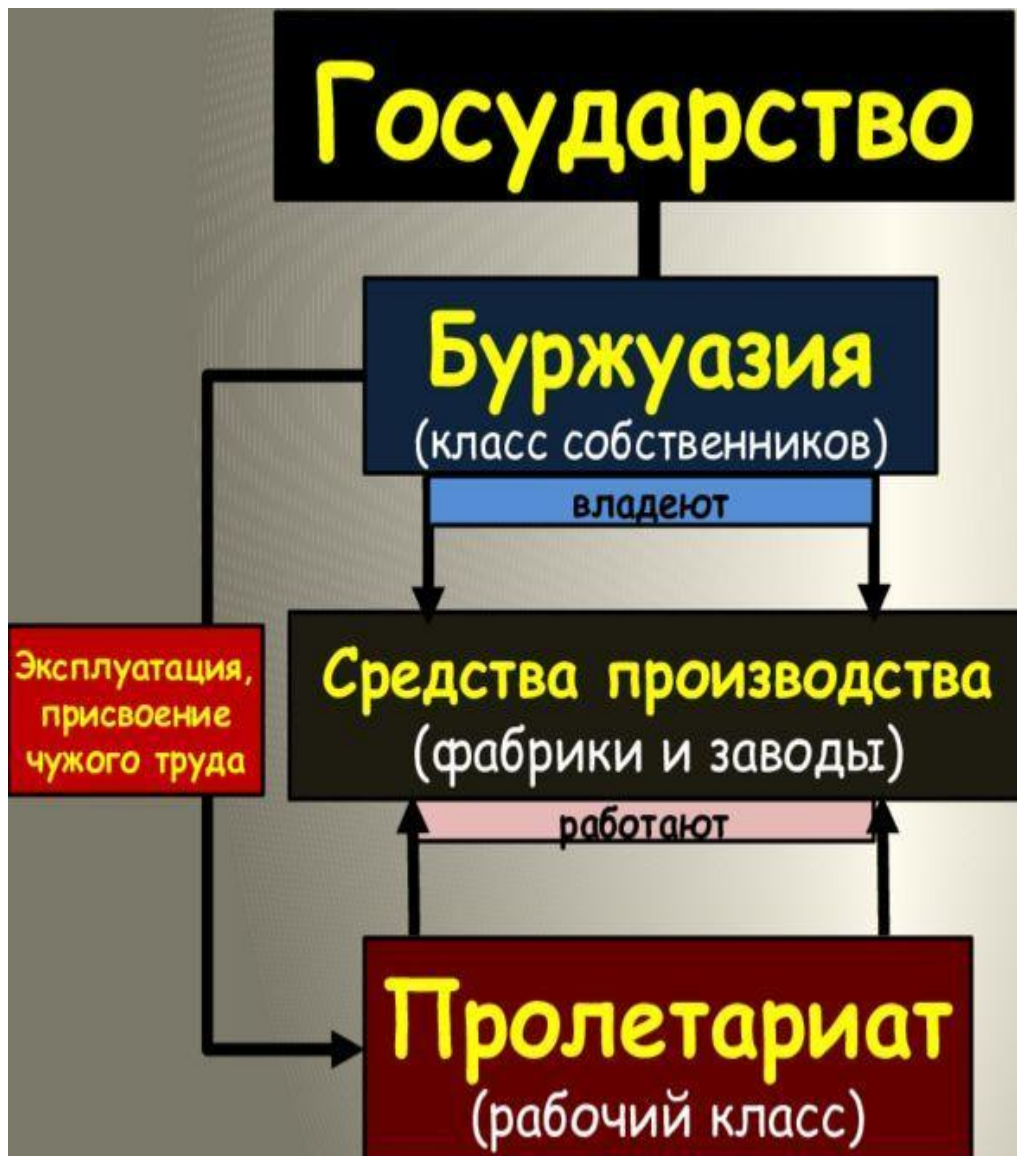 Государство
Буржуазия
(класс собственников)
владеют
Эксплуатация,
присвоение
чужого труда
Средства производства
(фабрики и заводы)
работают
Пролетариат
(рабочий класс)